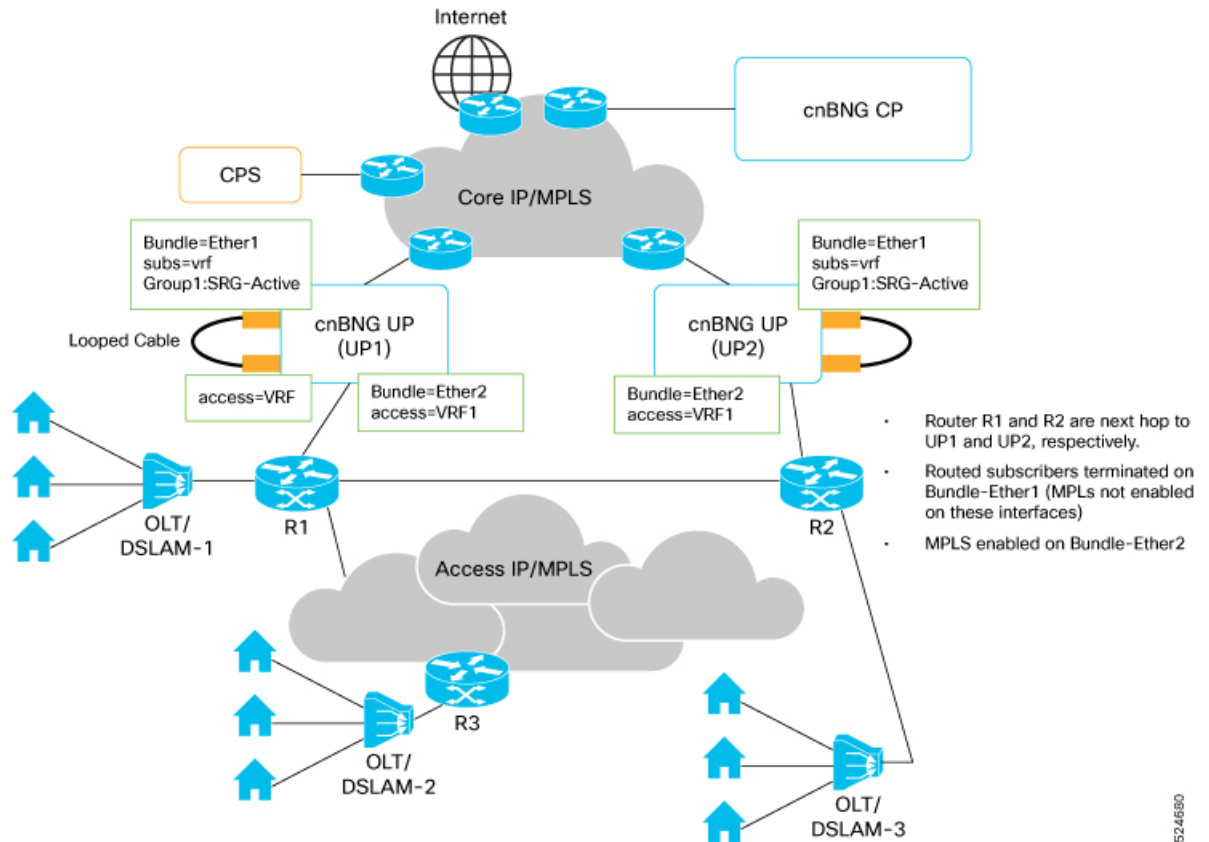 Internet
cnBNG CP
CPS
Core IP/MPLS
Bundle=Ether1
subs=vrf
Group1:SRG-Active
Bundle=Ether1
subs=vrf
Group1:SRG-Active
Looped Cable
cnBNG UP
(UP1)
cnBNG UP
(UP2)
access=VRF
Bundle=Ether2
access=VRF1
Bundle=Ether2
access=VRF1
· Router R1 and R2 are next hop to
UP1 and UP2, respectively.
· Routed subscribers terminated on
Bundle-Ether1 (MPLs not enabled
on these interfaces)
· MPLS enabled on Bundle-Ether2
OLT/
DSLAM-1
R1
R2
Access IP/MPLS
R3
OLT/
DSLAM-2
OLT/
DSLAM-3
524680